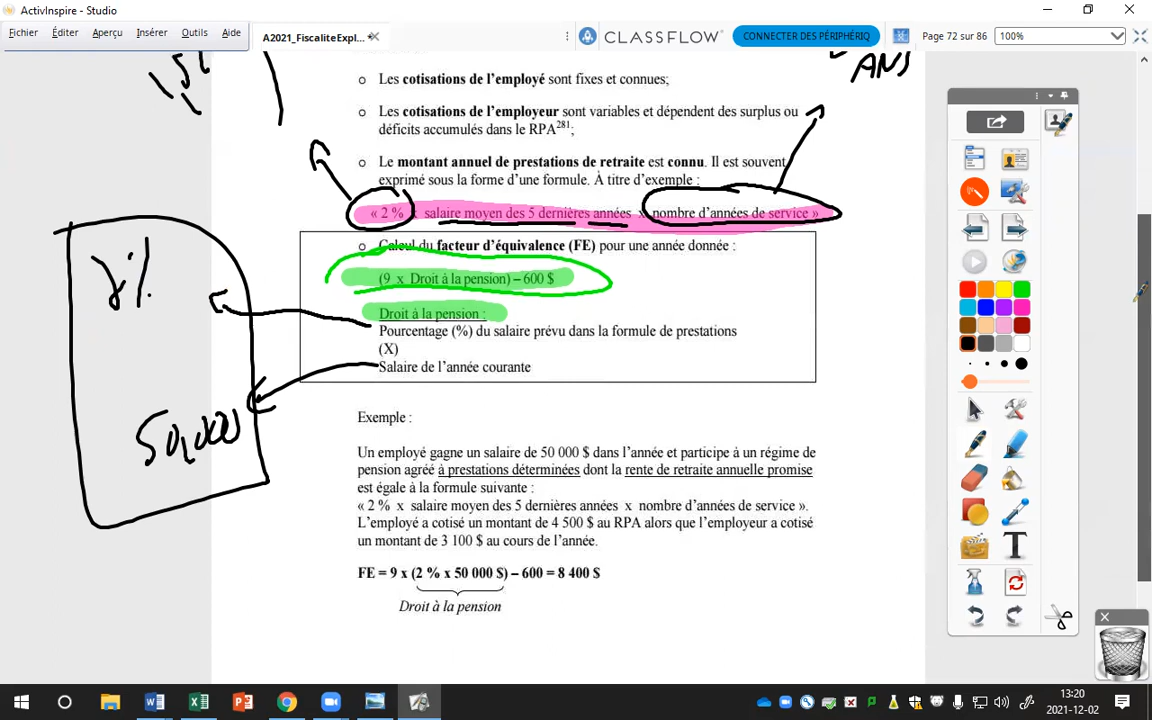 ActivInspire - Studio
Fichier Éditer Aperçu Insérer Outils Aide
A2021_FiscaliteExpl
CLASSFLOW
CONNECTER DES PÉRIPHÉRIQ
Page 72 sur 86
100%
ANS
o Les cotisations de l'employé sont fixes et connues;
o Les cotisations de l'employeur sont variables et dépendent des surplus ou
déficits accumulés dans le RPA281;
o Le montant annuel de prestations de retraite est connu. Il est souvent
exprimé sous la forme d'une formule. À titre d'exemple :
« 2 % x salaire moyen des 5 dernières années x nombre d'années de service »
o Calcul du facteur d'équivalence (FE) pour une année donnée :
(9 x Droit à la pension) – 600 $
Droit à la pension :
Pourcentage (%) du salaire prévu dans la formule de prestations
(X)
Salaire de l'année courante
2%
50,000
Exemple :
Un employé gagne un salaire de 50 000 $ dans l'année et participe à un régime de
pension agréé à prestations déterminées dont la rente de retraite annuelle promise
est égale à la formule suivante :
« 2 % x salaire moyen des 5 dernières années x nombre d'années de service ».
L'employé a cotisé un montant de 4 500 $ au RPA alors que l'employeur a cotisé
un montant de 3 100 $ au cours de l'année.
FE = 9 x (2 % x 50 000 $) – 600 = 8 400 $
Droit à la pension
13:20
2021-12-02